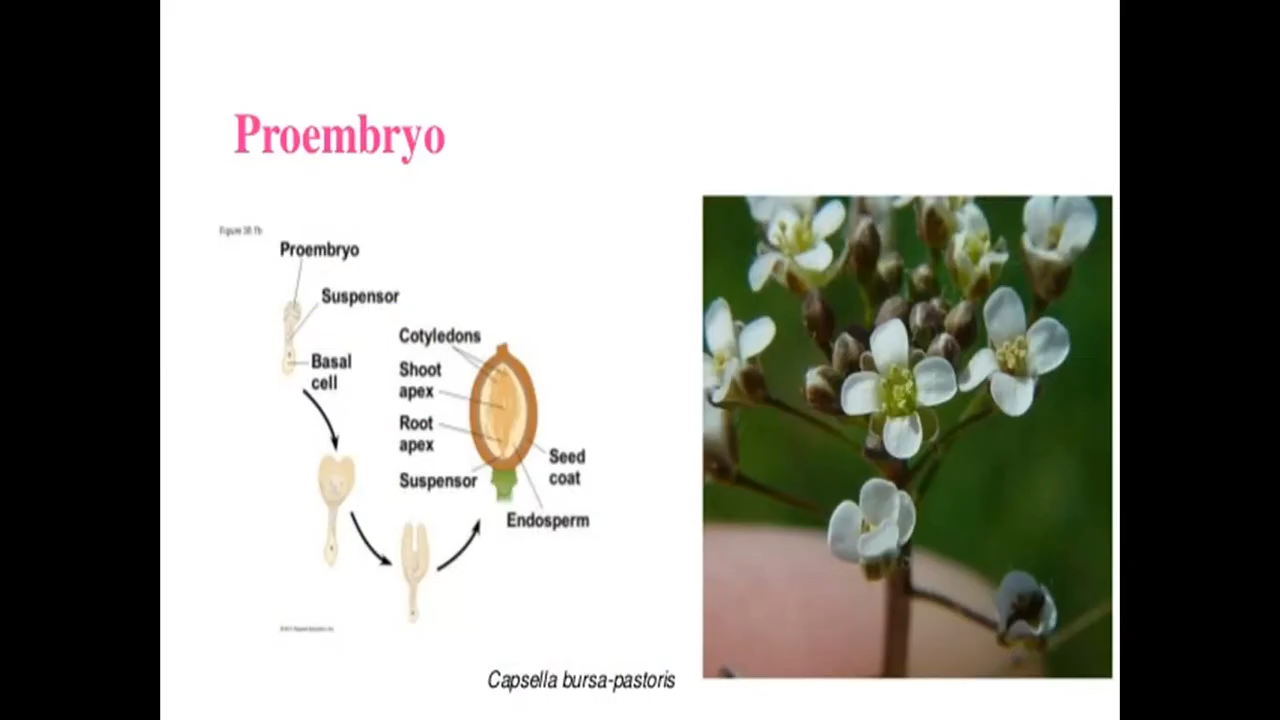 Proembryo
Proembryo
Suspensor
Basal
cell
Cotyledons
Shoot
apex
Root
apex
Suspensor
Seed
coat
Endosperm
Capsella bursa-pastoris